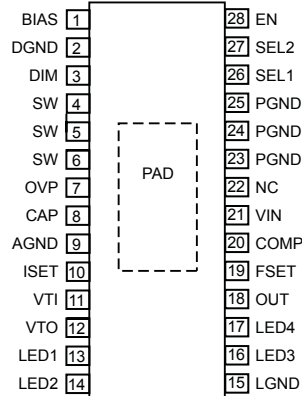 BIAS 1 28 EN
DGND 2 27 SEL2
DIM 3 26 SEL1
SW 4 25 PGND
SW 5 24 PGND
SW 6 23 PGND
PAD
OVP 7 22 NC
CAP 8 21 VIN
AGND 9 20 COMP
ISET 10 19 FSET
VTI 11 18 OUT
VTO 12 17 LED4
LED1 13 16 LED3
LED2 14 15 LGND